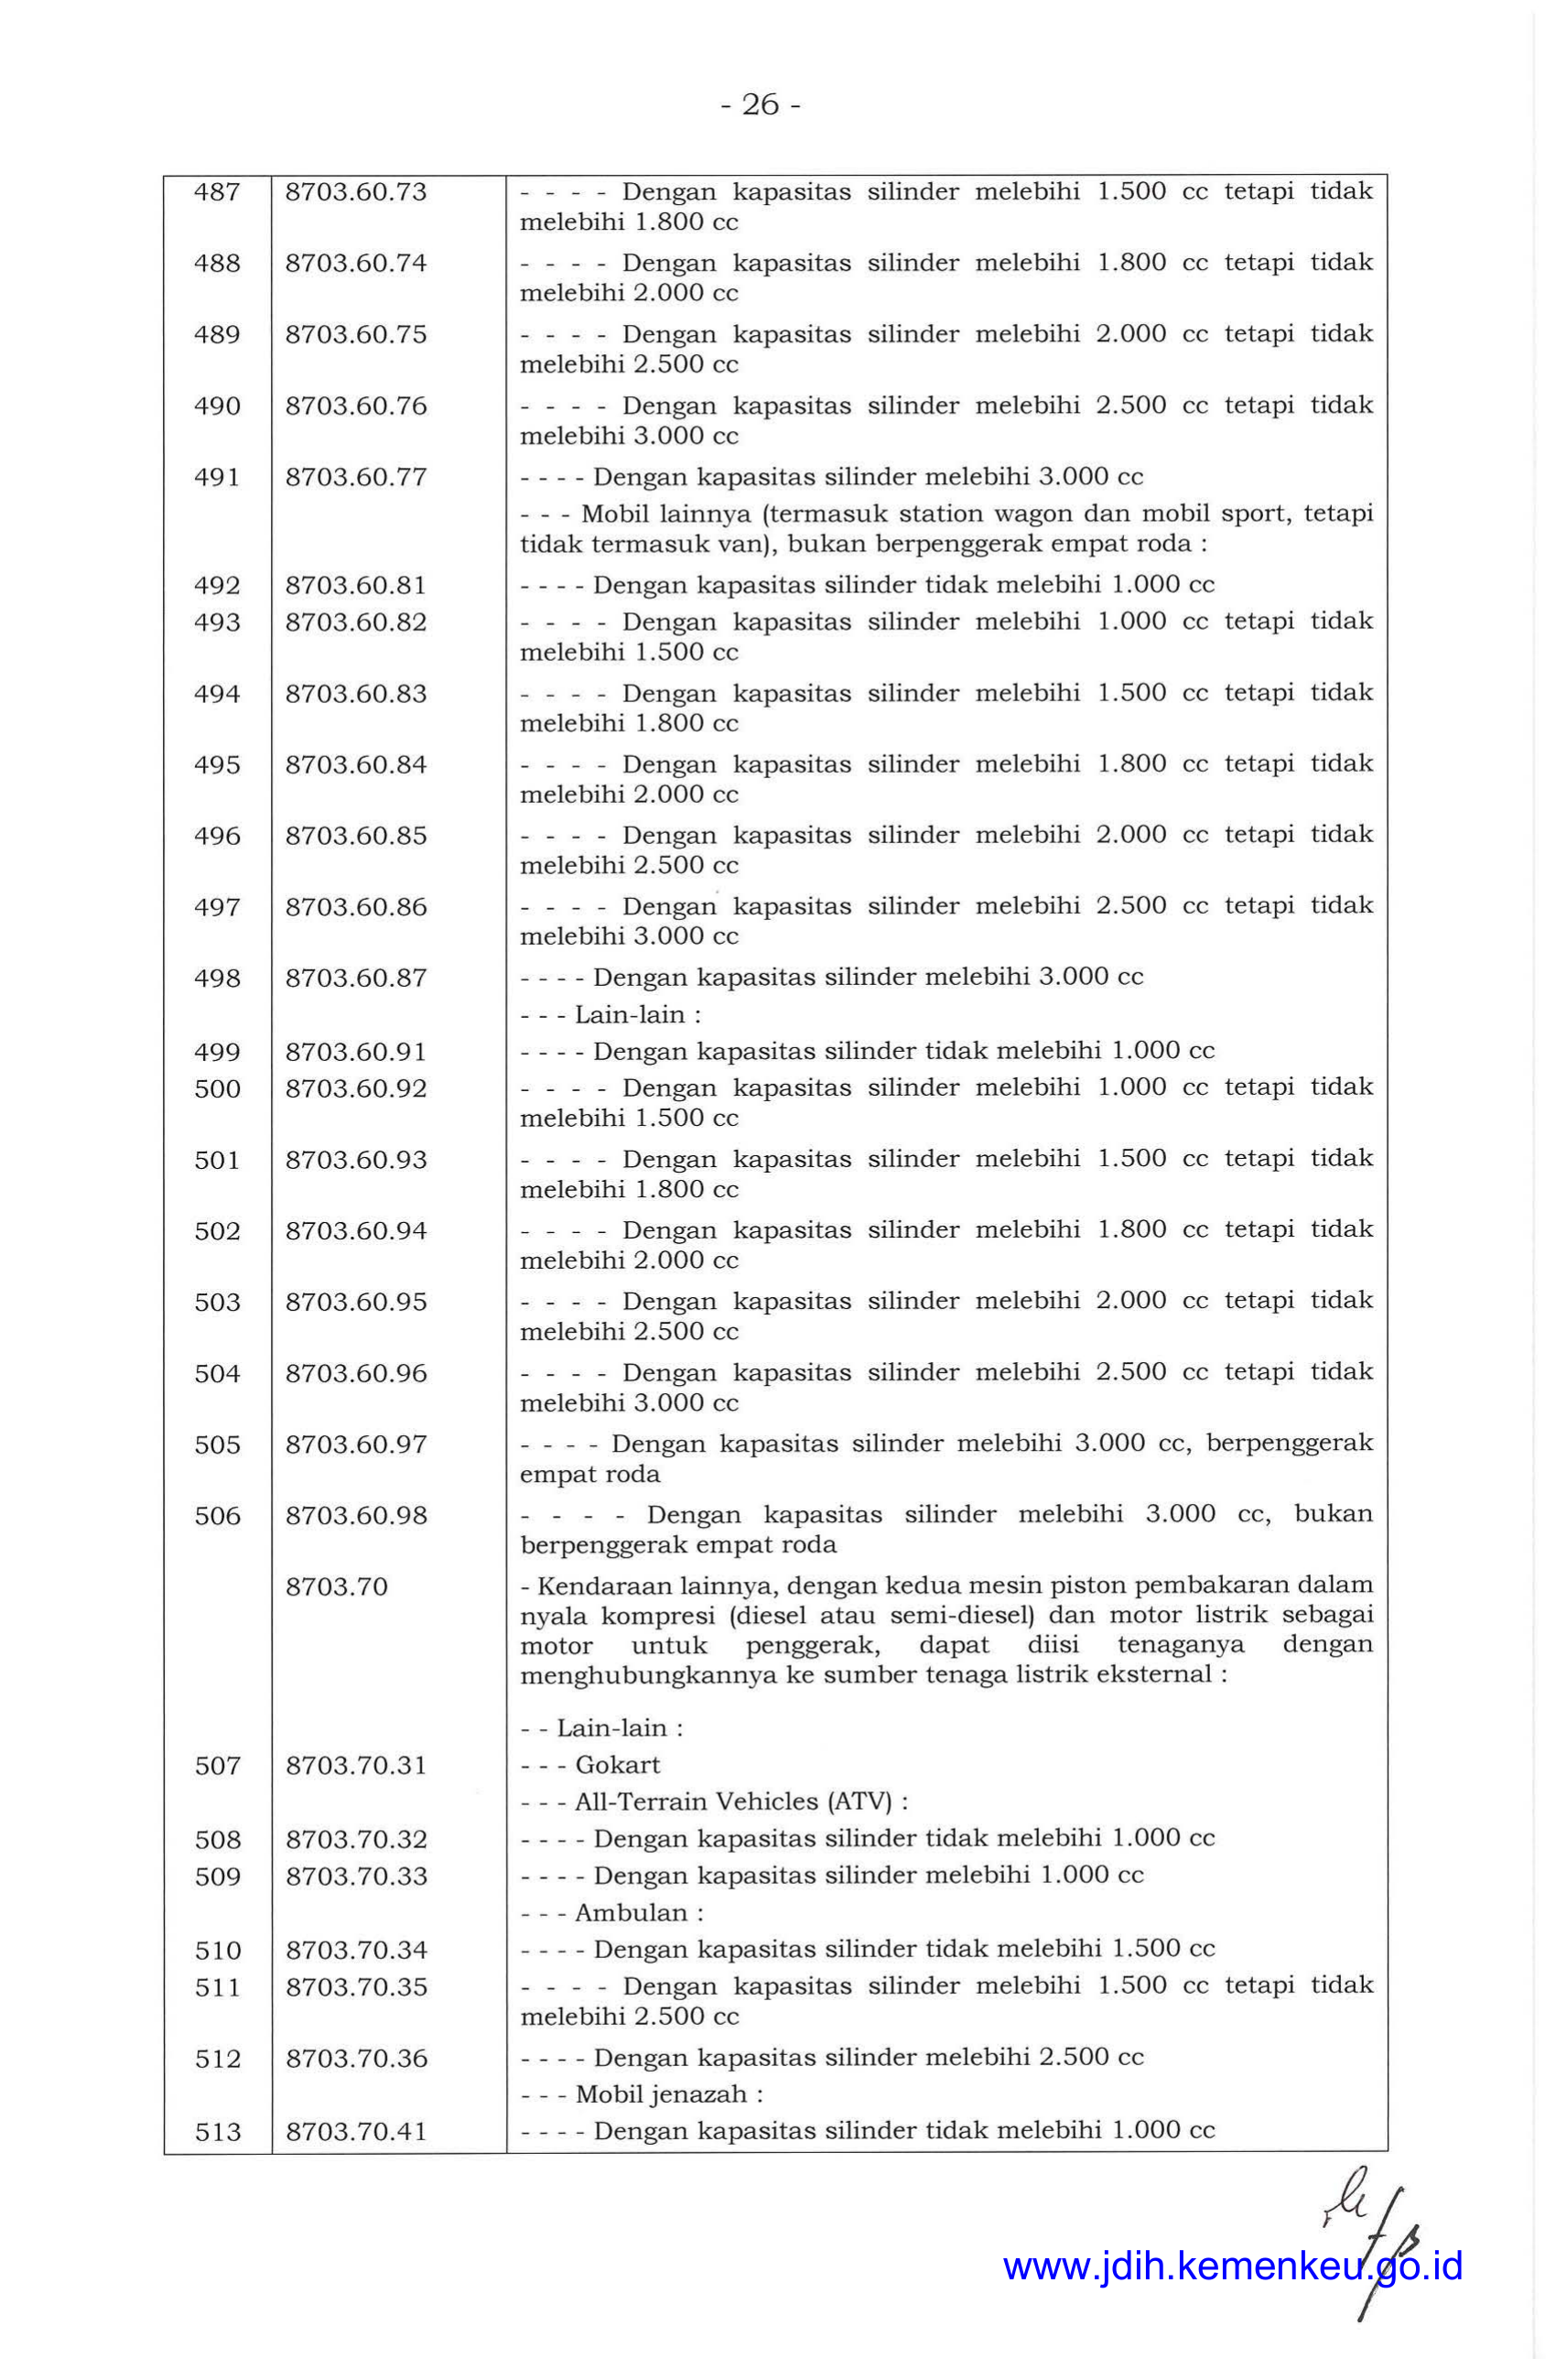 - 26 -
487 8703.60.73 - - - - Dengan kapasitas silinder melebihi 1.500 cc tetapi tidak
melebihi 1.800 cc
488 8703.60.74 - - - - Dengan kapasitas silinder melebihi 1.800 cc tetapi tidak
melebihi 2.000 cc
489 8703.60.75 - - - - Dengan kapasitas silinder melebihi 2.000 cc tetapi tidak
melebihi 2.500 cc
490 8703.60.76 - - - - Dengan kapasitas silinder melebihi 2.500 cc tetapi tidak
melebihi 3.000 cc
491 8703.60.77 - - - - Dengan kapasitas silinder melebihi 3.000 cc
- - - Mobil lainnya (termasuk station wagon dan mobil sport, tetapi
tidak termasuk van), bukan berpenggerak empat roda :
492 8703.60.81 - - - - Dengan kapasitas silinder tidak melebihi 1.000 cc
493 8703.60.82 - - - - Dengan kapasitas silinder melebihi 1.000 cc tetapi tidak
melebihi 1.500 cc
494 8703.60.83 - - - - Dengan kapasitas silinder melebihi 1.500 cc tetapi tidak
melebihi 1.800 cc
495 8703.60.84 - - - - Dengan kapasitas silinder melebihi 1.800 cc tetapi tidak
melebihi 2.000 cc
496 8703.60.85 - - - - Dengan kapasitas silinder melebihi 2.000 cc tetapi tidak
melebihi 2.500 cc
497 8703.60.86 - - - - Dengan kapasitas silinder melebihi 2.500 cc tetapi tidak
melebihi 3.000 cc
498 8703.60.87 - - - - Dengan kapasitas silinder melebihi 3.000 cc
- - - Lain-lain :
499 8703.60.91 - - - - Dengan kapasitas silinder tidak melebihi 1.000 cc
500 8703.60.92 - - - - Dengan kapasitas silinder melebihi 1.000 cc tetapi tidak
melebihi 1.500 cc
501 8703.60.93 - - - - Dengan kapasitas silinder melebihi 1.500 cc tetapi tidak
melebihi 1.800 cc
502 8703.60.94 - - - - Dengan kapasitas silinder melebihi 1.800 cc tetapi tidak
melebihi 2.000 cc
503 8703.60.95 - - - - Dengan kapasitas silinder melebihi 2.000 cc tetapi tidak
melebihi 2.500 cc
504 8703.60.96 - - - - Dengan kapasitas silinder melebihi 2.500 cc tetapi tidak
melebihi 3.000 cc
505 8703.60.97 - - - - Dengan kapasitas silinder melebihi 3.000 cc, berpenggerak
empat roda
506 8703.60.98 - - - - Dengan kapasitas silinder melebihi 3.000 cc, bukan
berpenggerak empat roda
8703.70 - Kendaraan lainnya, dengan kedua mesin piston pembakaran dalam
nyala kompresi (diesel atau semi-diesel) dan motor listrik sebagai
motor untuk penggerak, dapat diisi tenaganya dengan
menghubungkannya ke sumber tenaga listrik eksternal :
- - Lain-lain :
507 8703.70.31 - - - Gokart
- - - All-Terrain Vehicles (ATV) :
508 8703.70.32 - - - - Dengan kapasitas silinder tidak melebihi 1.000 cc
509 8703.70.33 - - - - Dengan kapasitas silinder melebihi 1.000 cc
- - - Ambulan :
510 8703.70.34 - - - - Dengan kapasitas silinder tidak melebihi 1.500 cc
511 8703.70.35 - - - - Dengan kapasitas silinder melebihi 1.500 cc tetapi tidak
melebihi 2.500 cc
512 8703.70.36 - - - - Dengan kapasitas silinder melebihi 2.500 cc
- - - Mobil jenazah :
513 8703.70.41 - - - - Dengan kapasitas silinder tidak melebihi 1.000 cc
www.jdih.kemenkeu.go.id